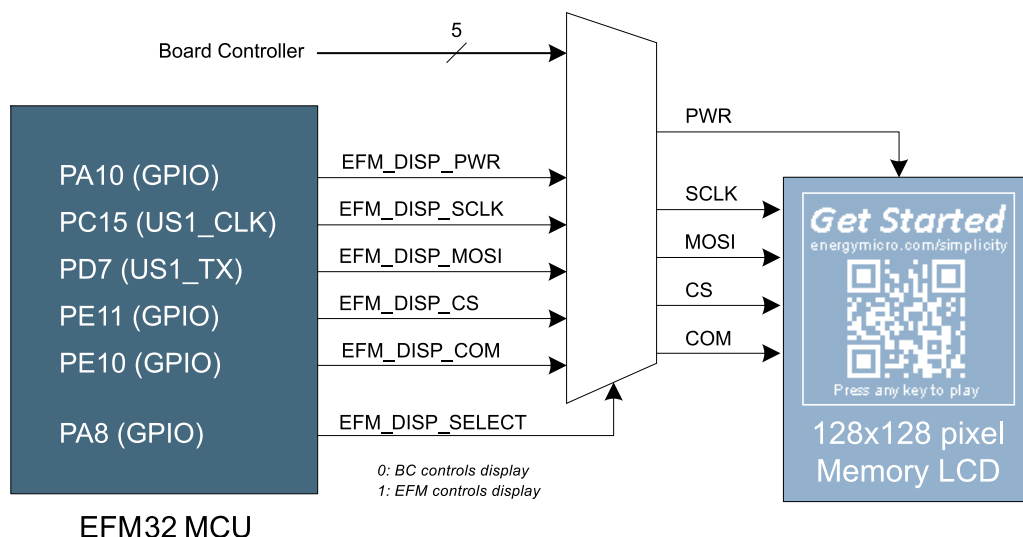 5
Board Controller
PWR
PA10 (GPIO)
EFM_DISP_PWR
PC15 (US1_CLK)
EFM_DISP_SCLK
SCLK
PD7 (US1_TX)
EFM_DISP_MOSI
MOSI
PE11 (GPIO)
EFM_DISP_CS
CS
PE10 (GPIO)
EFM_DISP_COM
COM
PA8 (GPIO)
EFM_DISP_SELECT
0: BC controls display
1: EFM controls display
EFM32 MCU
Get Started
energymicro.com/simplicity
Press any key to play
128x128 pixel
Memory LCD